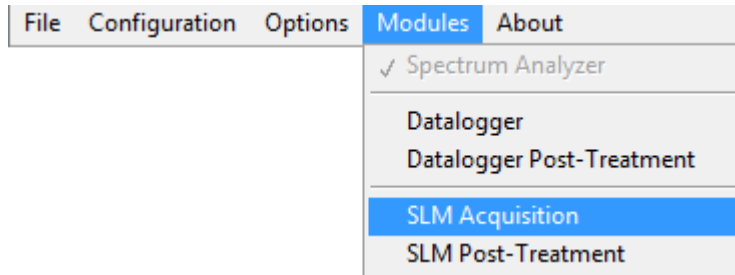 File Configuration Options Modules About
✓ Spectrum Analyzer
Datalogger
Datalogger Post-Treatment
SLM Acquisition
SLM Post-Treatment